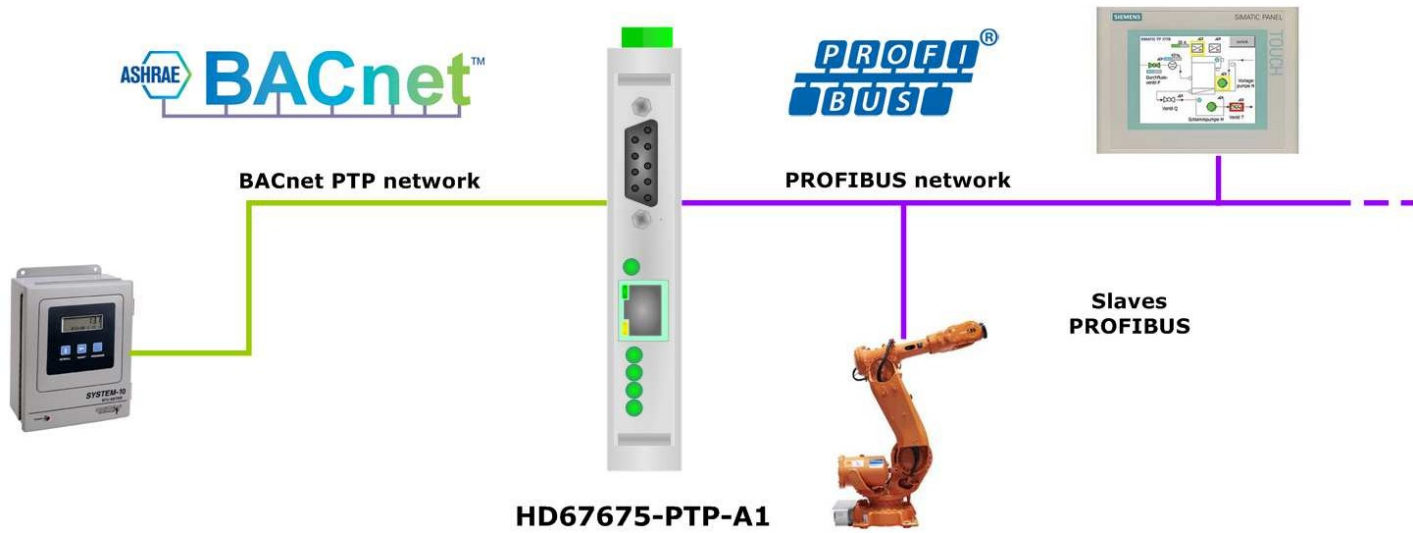 ASHRAE BACnet™
PROFI®
BUS
SIEMENS SIMATIC PANEL
TOUCH
BACnet PTP network
PROFIBUS network
SYSTEM-10
Slaves
PROFIBUS
HD67675-PTP-A1